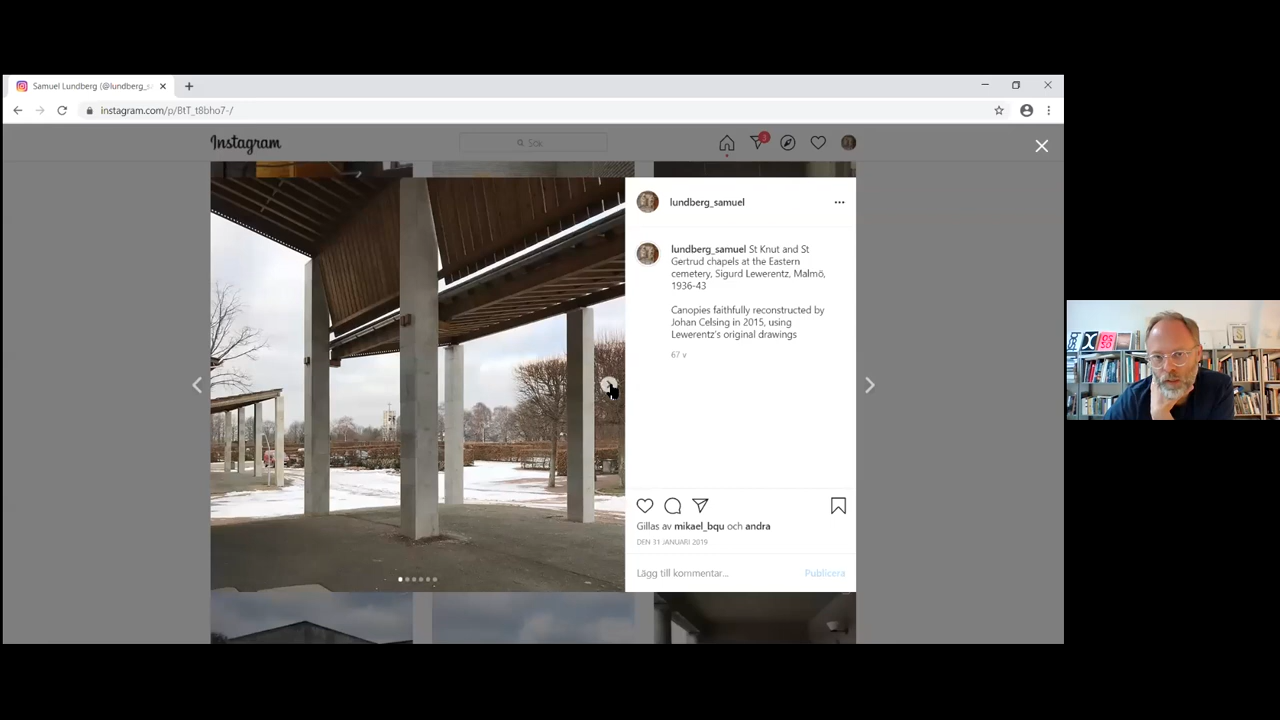 Samuel Lundberg (@lundberg_s
instagram.com/p/BtT_t8bho7-/
Instagram
Sök
3
lundberg_samuel
lundberg_samuel St Knut and St
Gertrud chapels at the Eastern
cemetery, Sigurd Lewerentz, Malmö,
1936-43
Canopies faithfully reconstructed by
Johan Celsing in 2015, using
Lewerentz's original drawings
67 v
Gillas av mikael_bqu och andra
DEN 31 JANUARI 2019
Lägg till kommentar...
Publicera